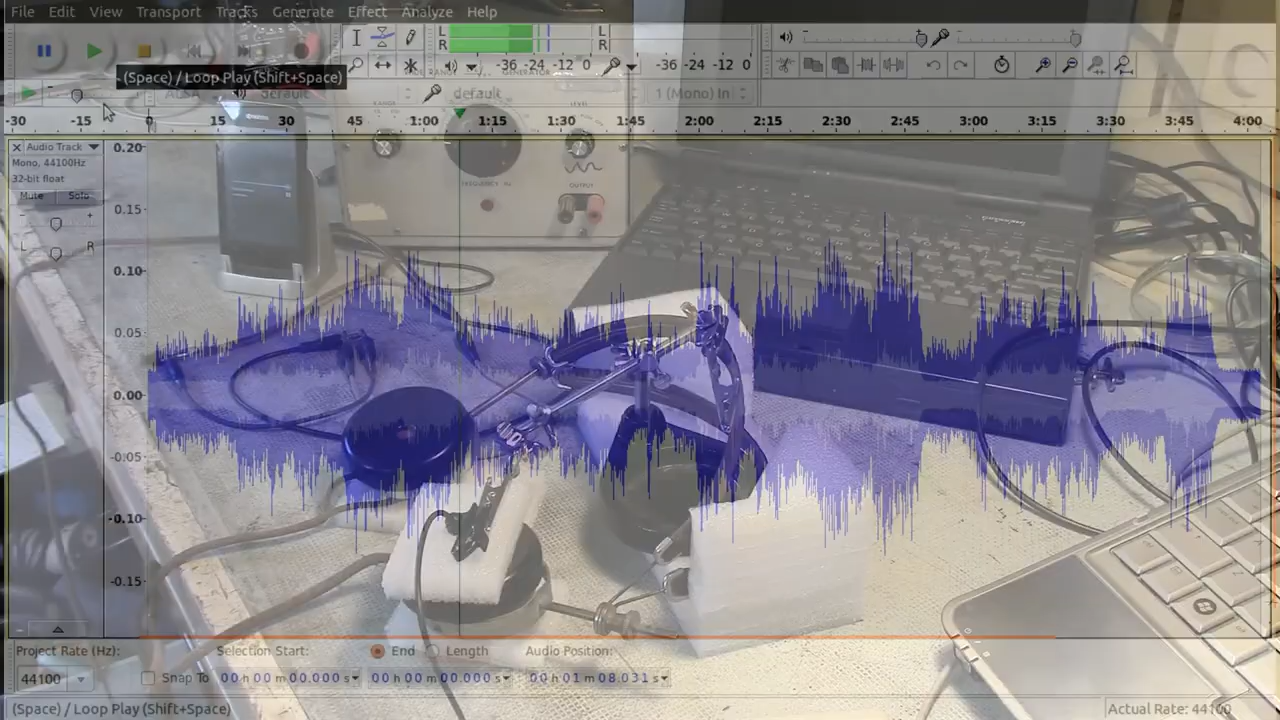 File Edit View Transport Tracks Generate Effect Analyze Help
L L
R R
-36 -24 -12 0 -36 -24 -12 0
(Space) / Loop Play (Shift+Space)
default default 1 (Mono) In
-30 -15 0 15 30 45 1:00 1:15 1:30 1:45 2:00 2:15 2:30 2:45 3:00 3:15 3:30 3:45 4:00
Audio Track
Mono, 44100Hz
32-bit float
Mute Solo
- +
L R
0.20
0.15
0.10
0.05
0.00
-0.05
-0.10
-0.15
RANGE
LEVEL
FREQUENCY
OUTPUT
GENERATOR
Project Rate (Hz): Selection Start: End Length Audio Position:
44100 Snap To 00 h 00 m 00.000 s 00 h 00 m 00.000 s 00 h 01 m 08.031 s
(Space) / Loop Play (Shift+Space) Actual Rate: 44100